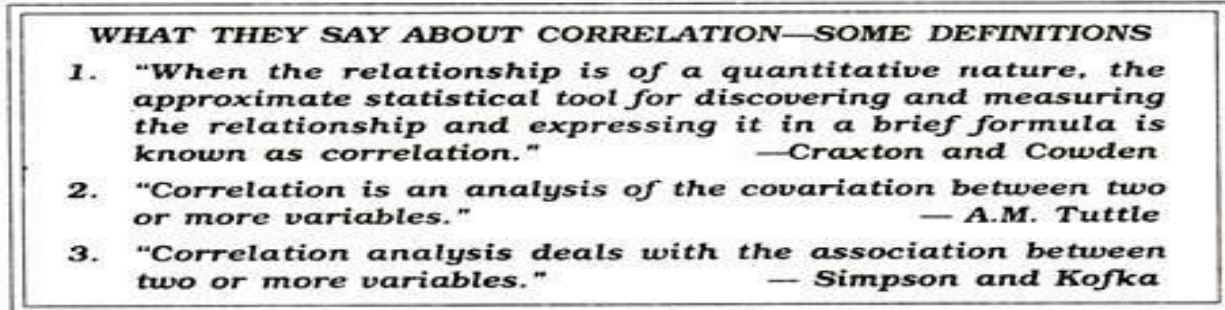 WHAT THEY SAY ABOUT CORRELATION—SOME DEFINITIONS
1. "When the relationship is of a quantitative nature, the
approximate statistical tool for discovering and measuring
the relationship and expressing it in a brief formula is
known as correlation." —Craxton and Cowden
2. "Correlation is an analysis of the covariation between two
or more variables." — A.M. Tuttle
3. "Correlation analysis deals with the association between
two or more variables." — Simpson and Kofka